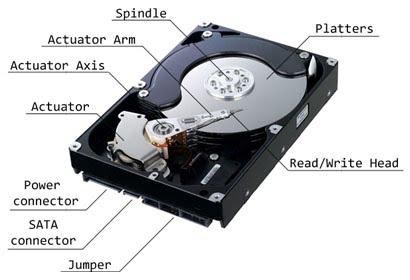 Spindle
Actuator Arm
Platters
Actuator Axis
Actuator
Read/Write Head
Power
connector
SATA
connector
Jumper